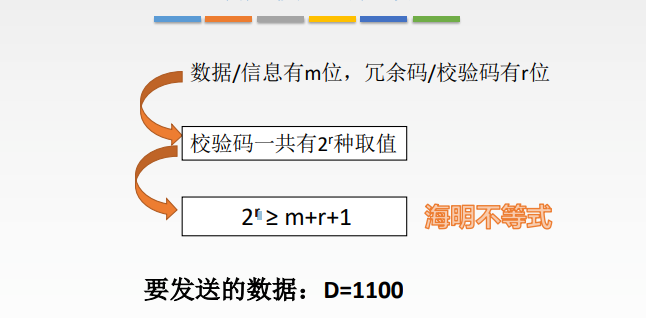 数据/信息有m位，冗余码/校验码有r位
校验码一共有2ʳ种取值
2ʳ ≥ m+r+1
海明不等式
要发送的数据：D=1100